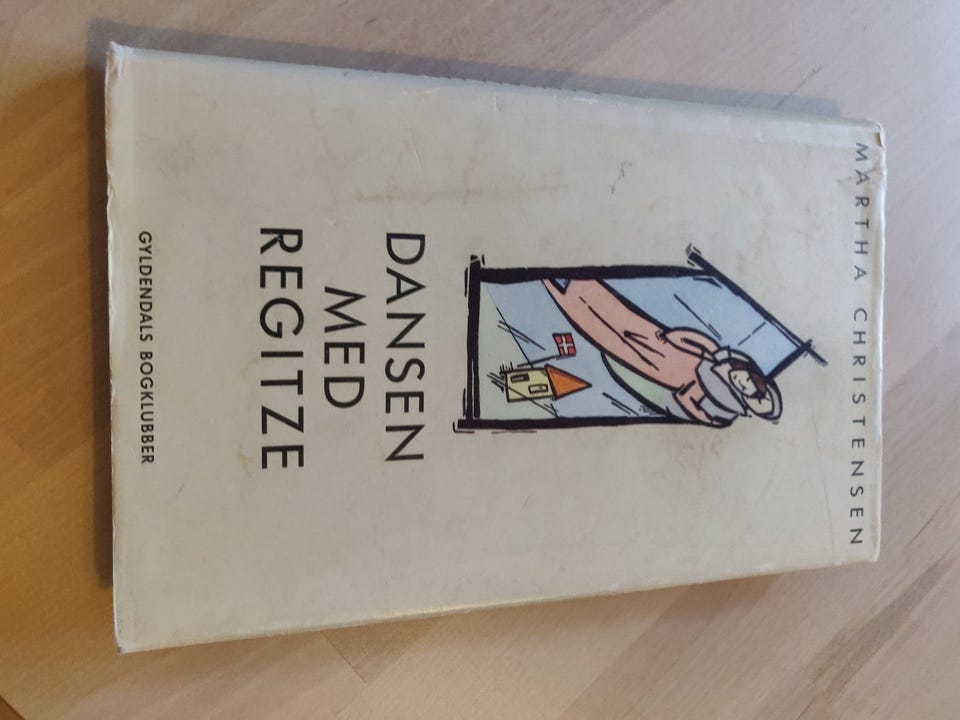 MARTHA CHRISTENSEN
DANSEN
MED
REGITZE
GYLDENDALS BOGKLUBBER